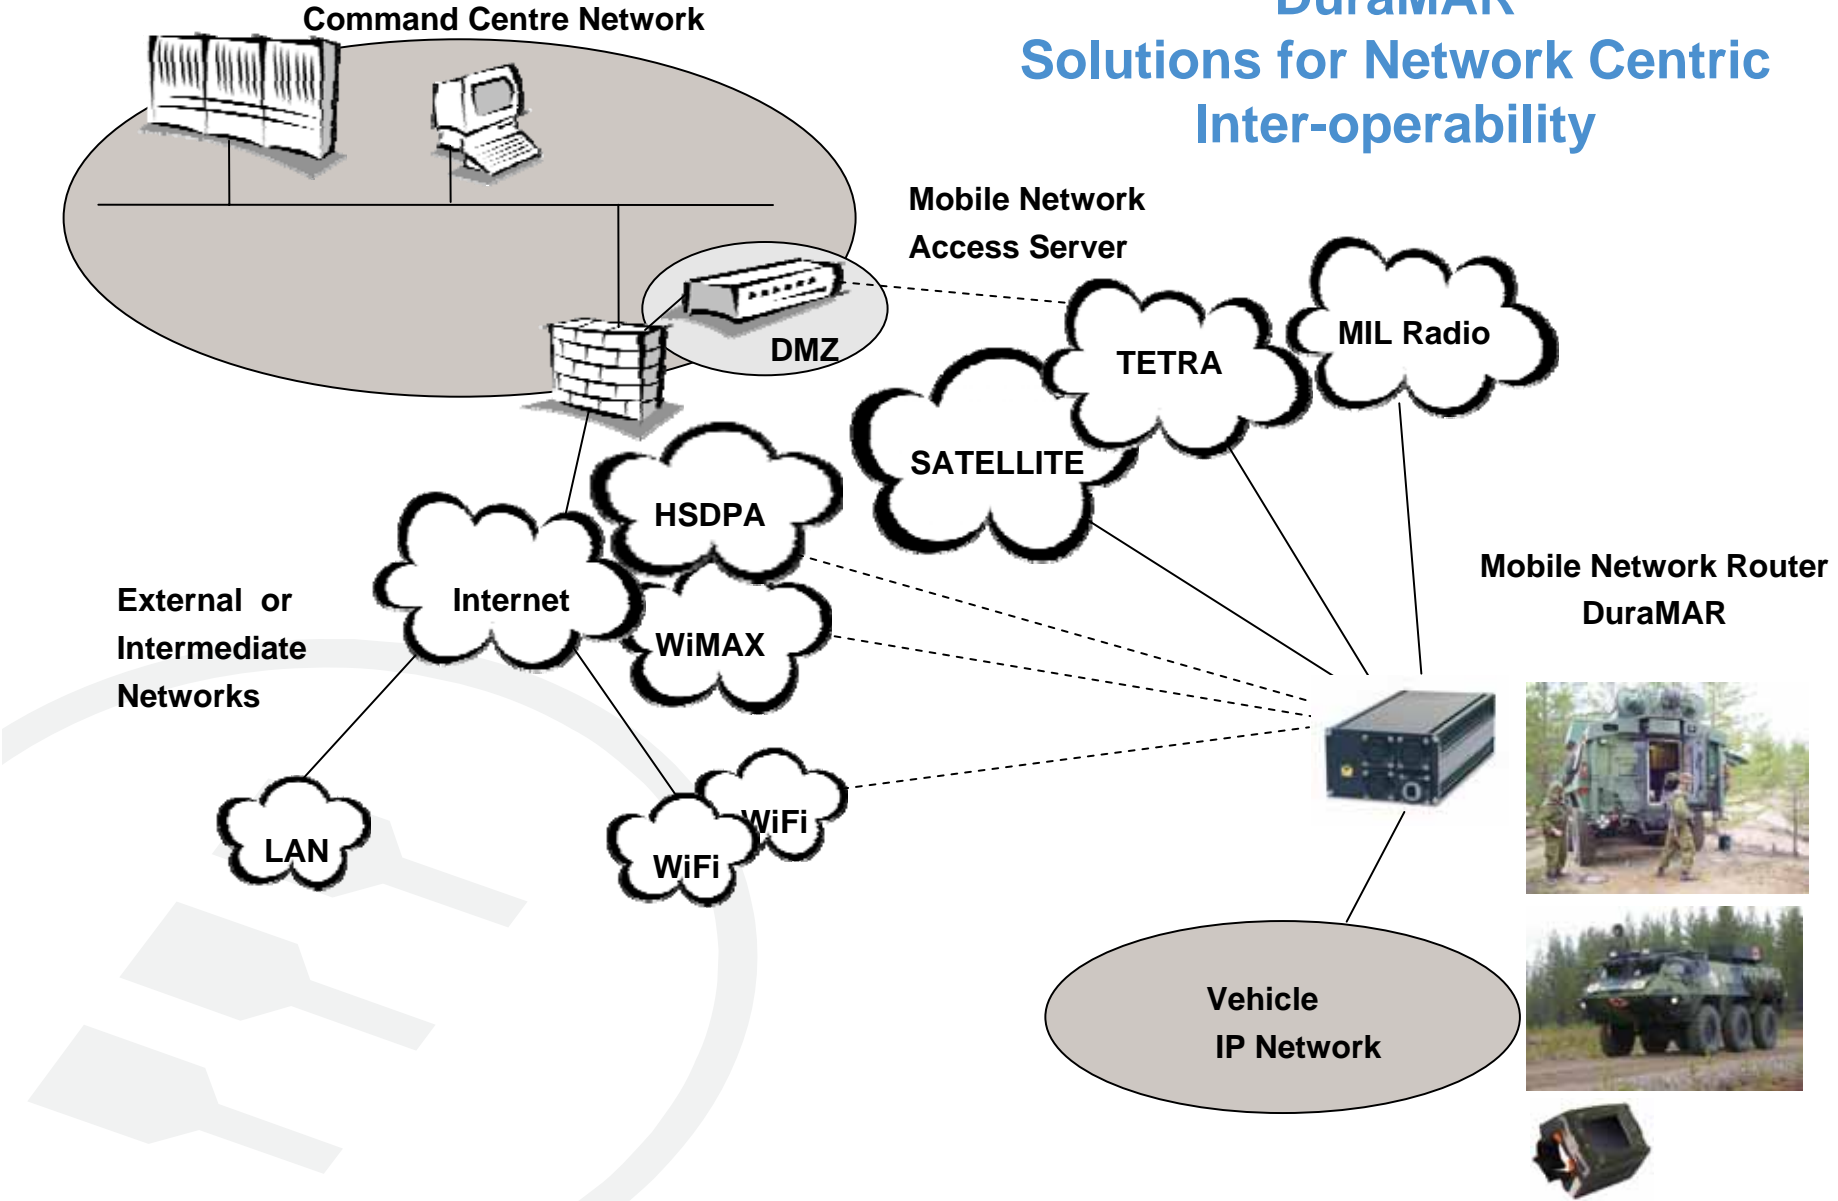 Command Centre Network
DuraMAR
Solutions for Network Centric
Inter-operability
Mobile Network
Access Server
DMZ
MIL Radio
TETRA
SATELLITE
HSDPA
Internet
WiMAX
External or
Intermediate
Networks
Mobile Network Router
DuraMAR
LAN
WiFi
WiFi
Vehicle
IP Network